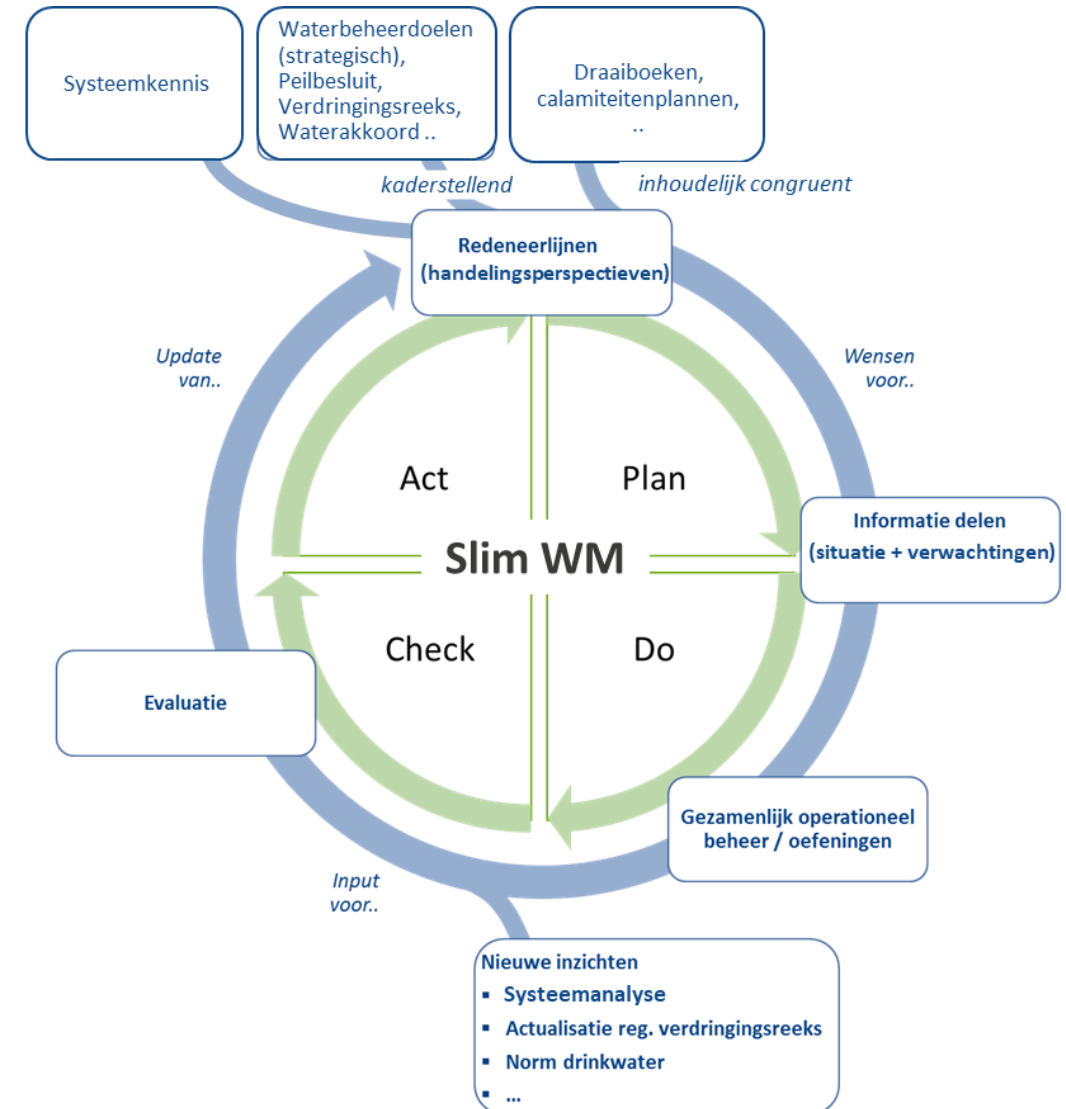 Systeemkennis
Waterbeheerdoelen
(strategisch),
Peilbesluit,
Verdringingsreeks,
Waterakkoord ..
Draaiboeken,
calamiteitenplannen,
..
kaderstellend
inhoudelijk congruent
Redeneerlijnen
(handelingsperspectieven)
Update
van..
Wensen
voor..
Act
Plan
Slim WM
Informatie delen
(situatie + verwachtingen)
Check
Do
Evaluatie
Gezamenlijk operationeel
beheer / oefeningen
Input
voor..
Nieuwe inzichten
▪ Systeemanalyse
▪ Actualisatie reg. verdringingsreeks
▪ Norm drinkwater
▪ ...